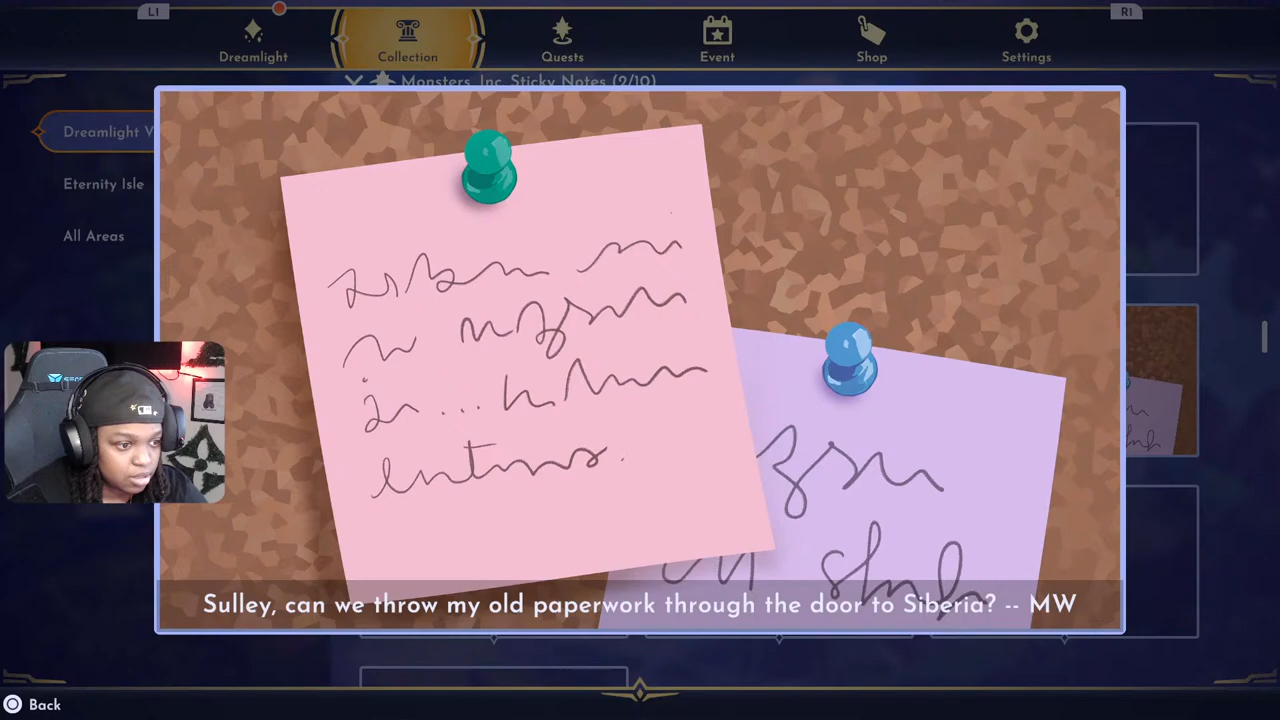 L1
R1
Dreamlight
Collection
Quests
Event
Shop
Settings
Monsters, Inc. Sticky Notes (2/10)
Dreamlight V
Eternity Isle
All Areas
Sulley, can we throw my old paperwork through the door to Siberia? -- MW
Back